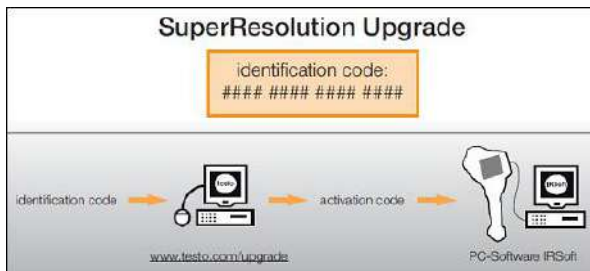 SuperResolution Upgrade
identification code:
#### #### #### ####
identification code
testo
activation code
IRSoft
www.testo.com/upgrade
PC-Software IRSoft